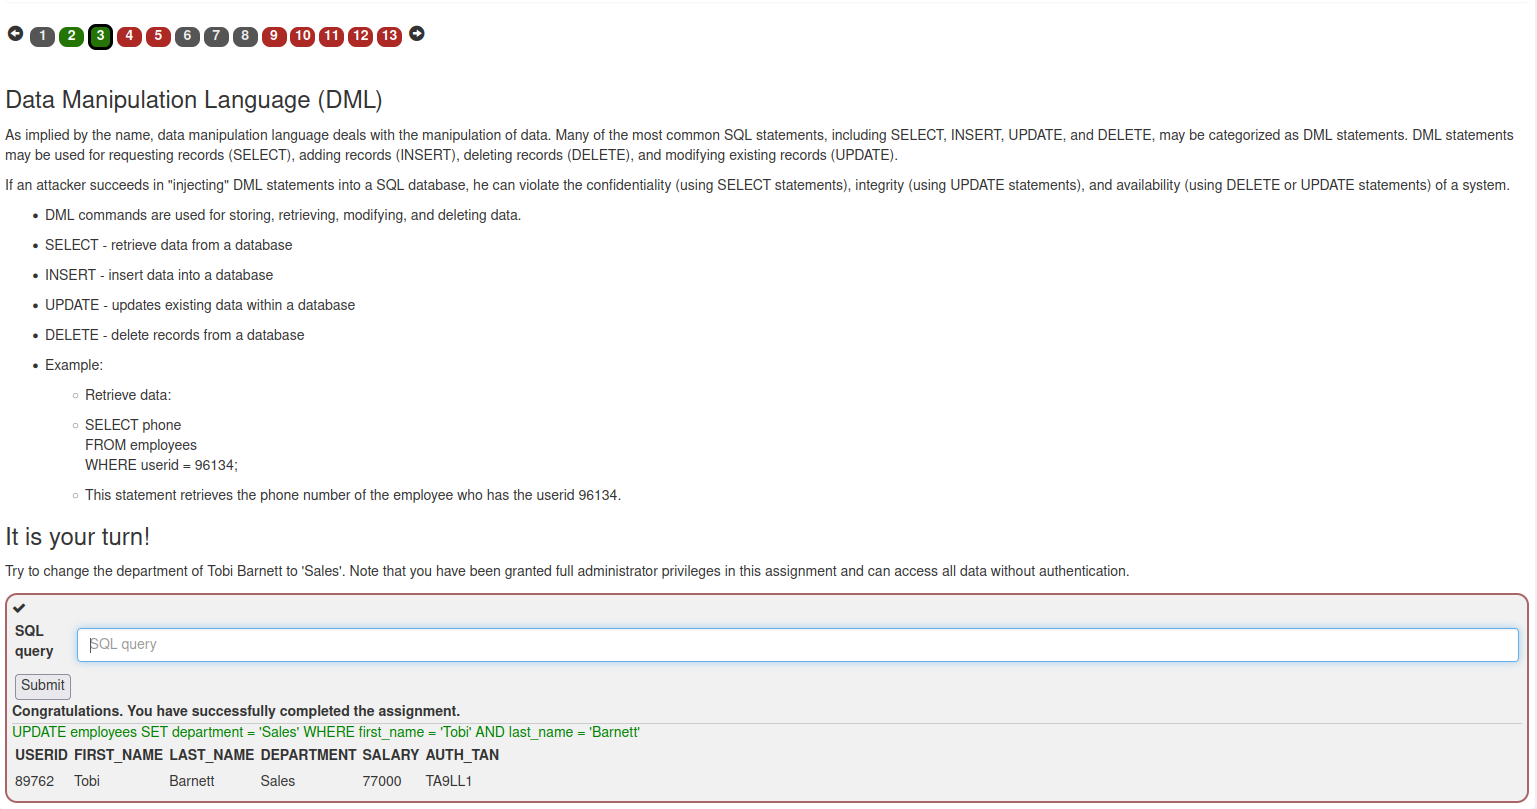 1 2 3 4 5 6 7 8 9 10 11 12 13
Data Manipulation Language (DML)
As implied by the name, data manipulation language deals with the manipulation of data. Many of the most common SQL statements, including SELECT, INSERT, UPDATE, and DELETE, may be categorized as DML statements. DML statements
may be used for requesting records (SELECT), adding records (INSERT), deleting records (DELETE), and modifying existing records (UPDATE).
If an attacker succeeds in "injecting" DML statements into a SQL database, he can violate the confidentiality (using SELECT statements), integrity (using UPDATE statements), and availability (using DELETE or UPDATE statements) of a system.
• DML commands are used for storing, retrieving, modifying, and deleting data.
• SELECT - retrieve data from a database
• INSERT - insert data into a database
• UPDATE - updates existing data within a database
• DELETE - delete records from a database
• Example:
○ Retrieve data:
○ SELECT phone
FROM employees
WHERE userid = 96134;
○ This statement retrieves the phone number of the employee who has the userid 96134.
It is your turn!
Try to change the department of Tobi Barnett to 'Sales'. Note that you have been granted full administrator privileges in this assignment and can access all data without authentication.
✔
SQL
query
SQL query
Submit
Congratulations. You have successfully completed the assignment.
UPDATE employees SET department = 'Sales' WHERE first_name = 'Tobi' AND last_name = 'Barnett'
USERID FIRST_NAME LAST_NAME DEPARTMENT SALARY AUTH_TAN
89762 Tobi Barnett Sales 77000 TA9LL1